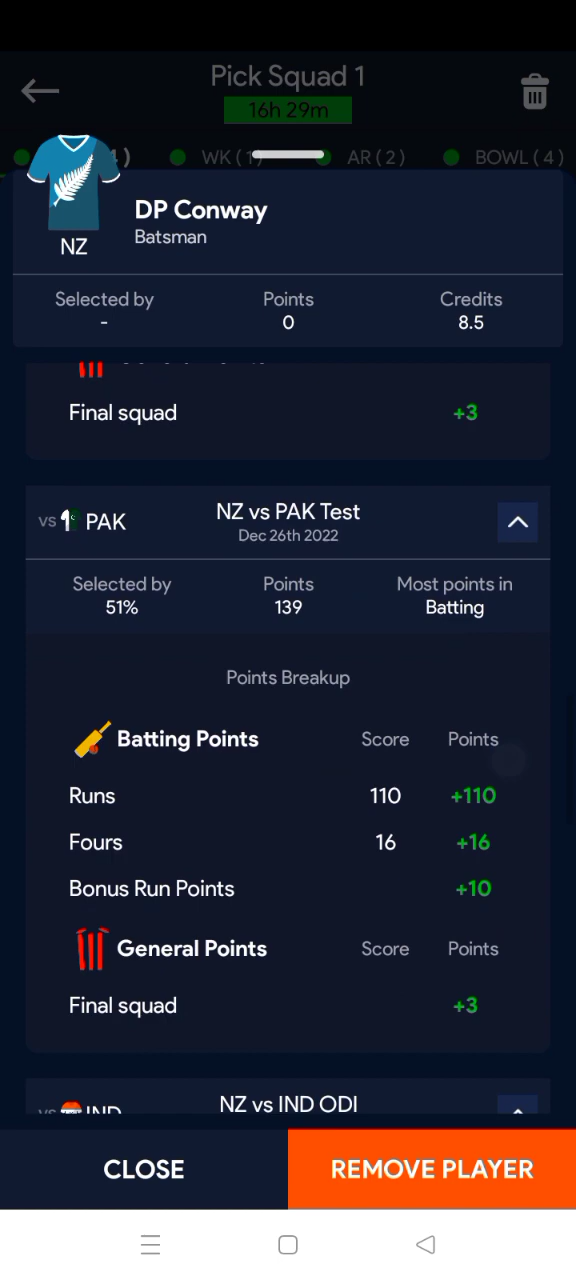 Pick Squad 1
16h 29m
WK ( 1 AR ( 2 ) BOWL ( 4 )
DP Conway
Batsman
NZ
Selected by Points Credits
- 0 8.5
Final squad +3
vs PAK NZ vs PAK Test
Dec 26th 2022
Selected by Points Most points in
51% 139 Batting
Points Breakup
Batting Points Score Points
Runs 110 +110
Fours 16 +16
Bonus Run Points +10
General Points Score Points
Final squad +3
NZ vs IND ODI
CLOSE REMOVE PLAYER